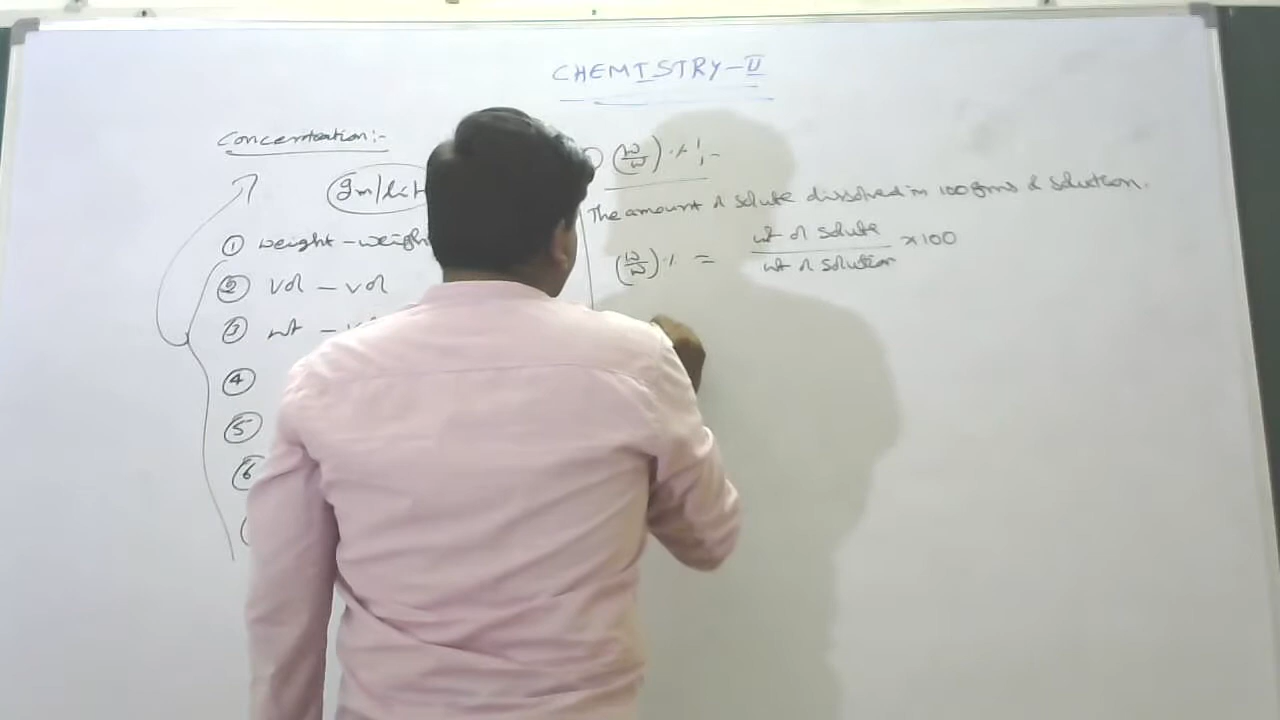 CHEMISTRY-II
Concentration:-
gm/lit
① weight - weigh
② vol - vol
③ wt - v
④
⑤
⑥
(w/w) % :-
The amount of solute dissolved in 100 gms of solution.
(w/w) % = wt of solute / wt of solution × 100